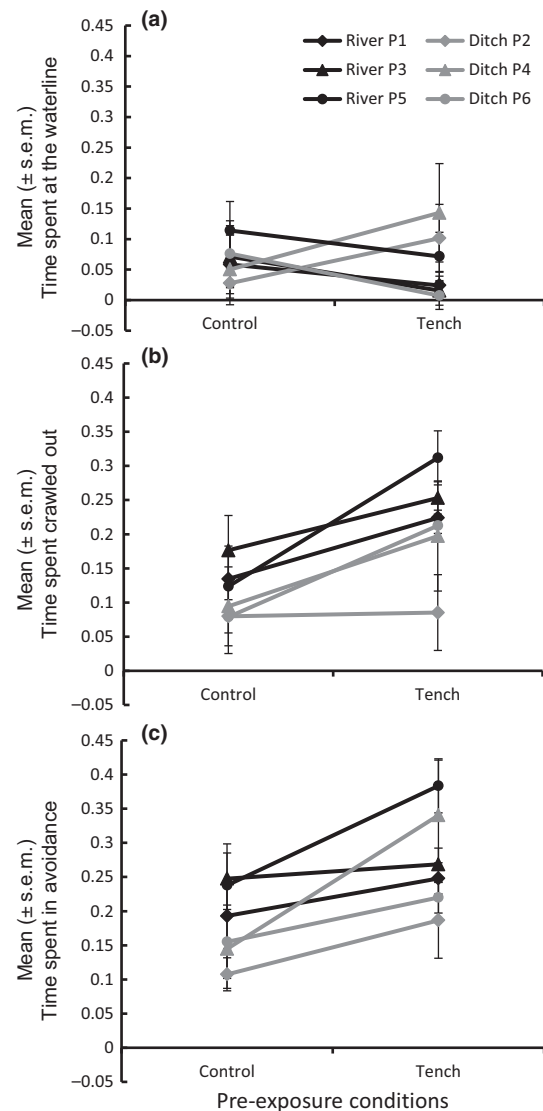 (a)
River P1
Ditch P2
River P3
Ditch P4
River P5
Ditch P6
Mean (± s.e.m.)
Time spent at the waterline
0.45
0.4
0.35
0.3
0.25
0.2
0.15
0.1
0.05
0
−0.05
Control
Tench
(b)
Mean (± s.e.m.)
Time spent crawled out
0.45
0.4
0.35
0.3
0.25
0.2
0.15
0.1
0.05
0
−0.05
Control
Tench
(c)
Mean (± s.e.m.)
Time spent in avoidance
0.45
0.4
0.35
0.3
0.25
0.2
0.15
0.1
0.05
0
−0.05
Control
Tench
Pre-exposure conditions